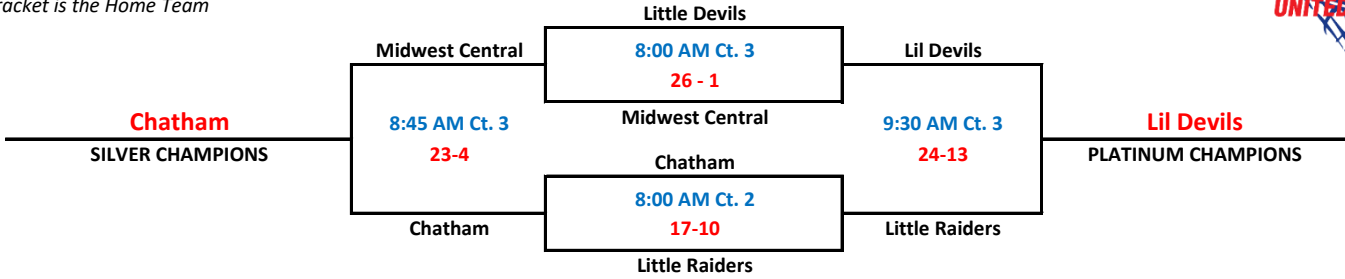 racket is the Home Team
UNITED
Little Devils
Midwest Central
8:00 AM Ct. 3
Lil Devils
26 - 1
Chatham
8:45 AM Ct. 3
Midwest Central
9:30 AM Ct. 3
Lil Devils
SILVER CHAMPIONS
23-4
Chatham
24-13
PLATINUM CHAMPIONS
8:00 AM Ct. 2
Chatham
17-10
Little Raiders
Little Raiders